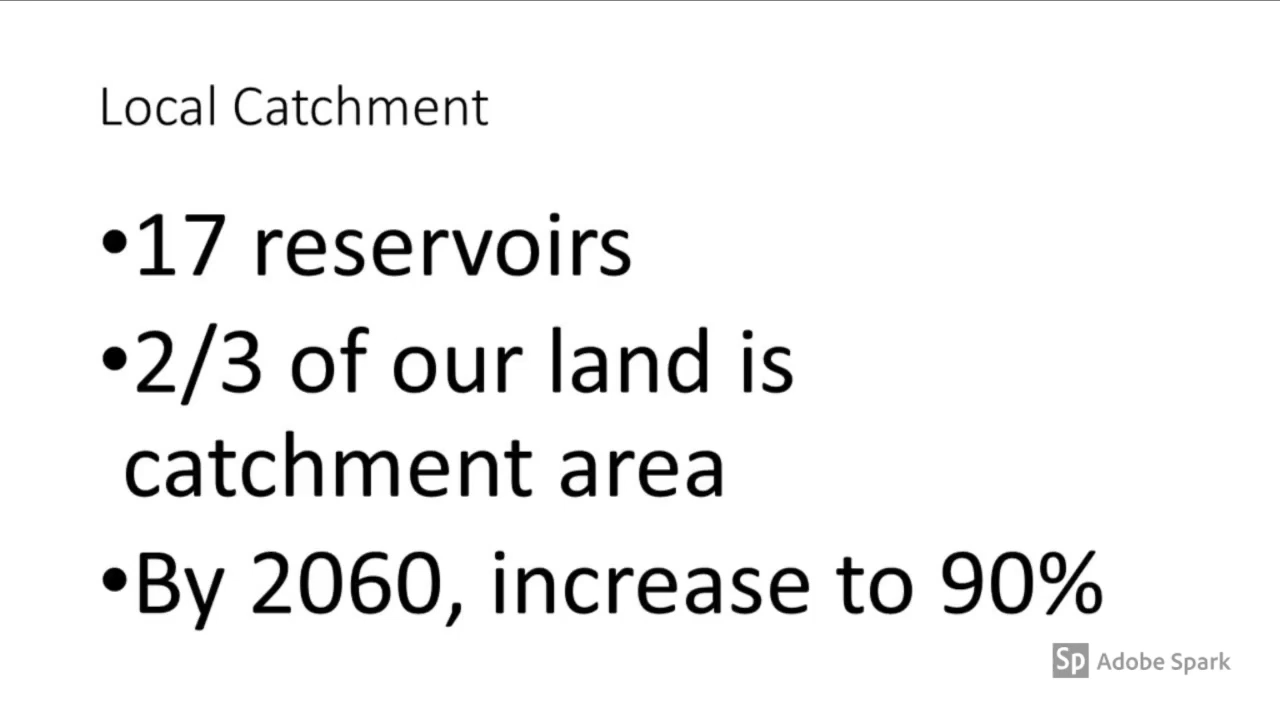 Local Catchment
•17 reservoirs
•2/3 of our land is
catchment area
•By 2060, increase to 90%
Sp Adobe Spark